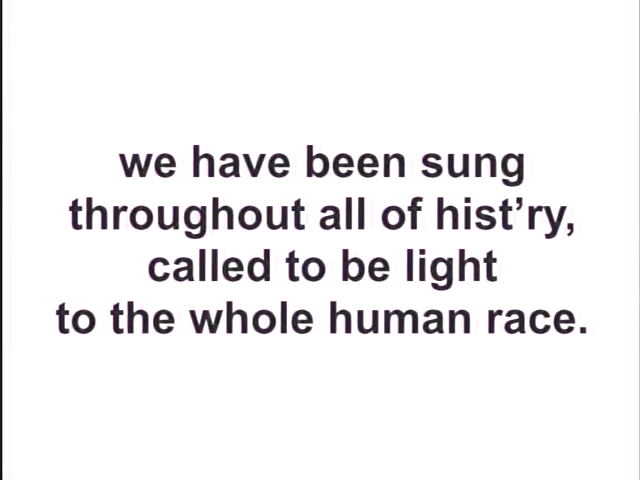 we have been sung
throughout all of hist’ry,
called to be light
to the whole human race.